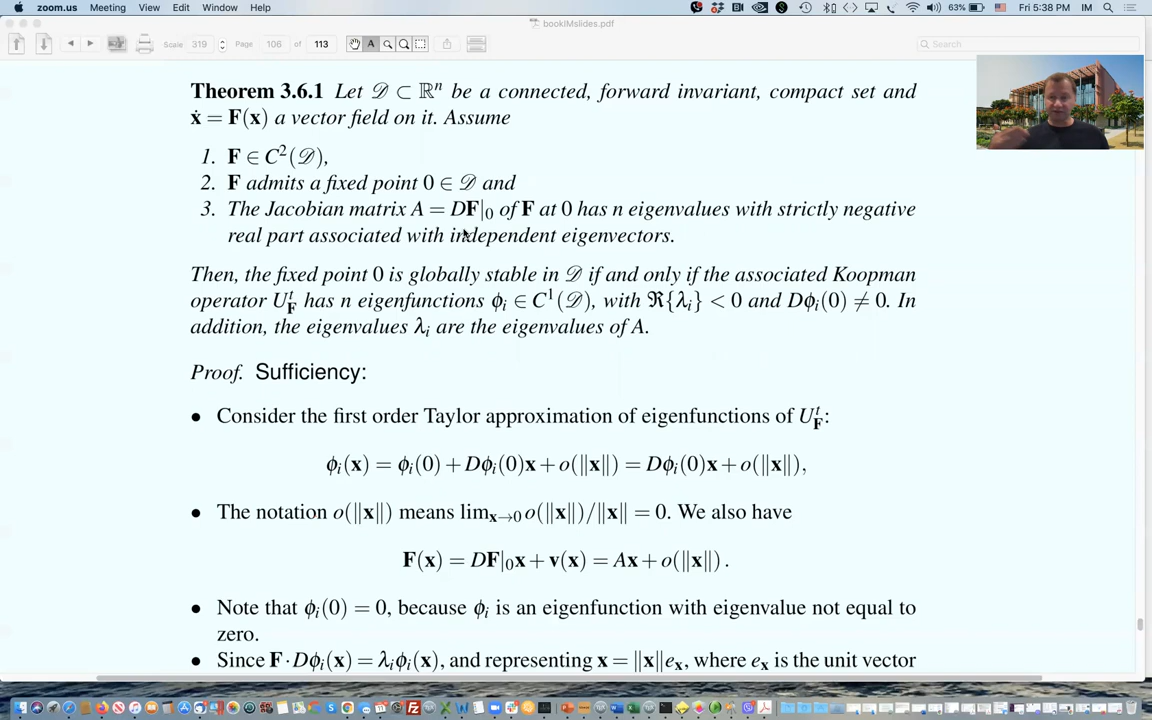 zoom.us Meeting View Edit Window Help 63% Fri 5:38 PM IM
bookIMslides.pdf
Scale 319 Page 106 of 113 Search
Theorem 3.6.1 Let 𝒟 ⊂ ℝⁿ be a connected, forward invariant, compact set and
ẋ = F(x) a vector field on it. Assume
1. F ∈ C²(𝒟),
2. F admits a fixed point 0 ∈ 𝒟 and
3. The Jacobian matrix A = DF|₀ of F at 0 has n eigenvalues with strictly negative
real part associated with independent eigenvectors.
Then, the fixed point 0 is globally stable in 𝒟 if and only if the associated Koopman
operator Uᵗ_F has n eigenfunctions ϕᵢ ∈ C¹(𝒟), with ℜ{λᵢ} < 0 and Dϕᵢ(0) ≠ 0. In
addition, the eigenvalues λᵢ are the eigenvalues of A.
Proof. Sufficiency:
• Consider the first order Taylor approximation of eigenfunctions of Uᵗ_F:
ϕᵢ(x) = ϕᵢ(0) + Dϕᵢ(0)x + o(‖x‖) = Dϕᵢ(0)x + o(‖x‖),
• The notation o(‖x‖) means limₓ→₀ o(‖x‖)/‖x‖ = 0. We also have
F(x) = DF|₀x + v(x) = Ax + o(‖x‖).
• Note that ϕᵢ(0) = 0, because ϕᵢ is an eigenfunction with eigenvalue not equal to
zero.
• Since F · Dϕᵢ(x) = λᵢϕᵢ(x), and representing x = ‖x‖eₓ, where eₓ is the unit vector